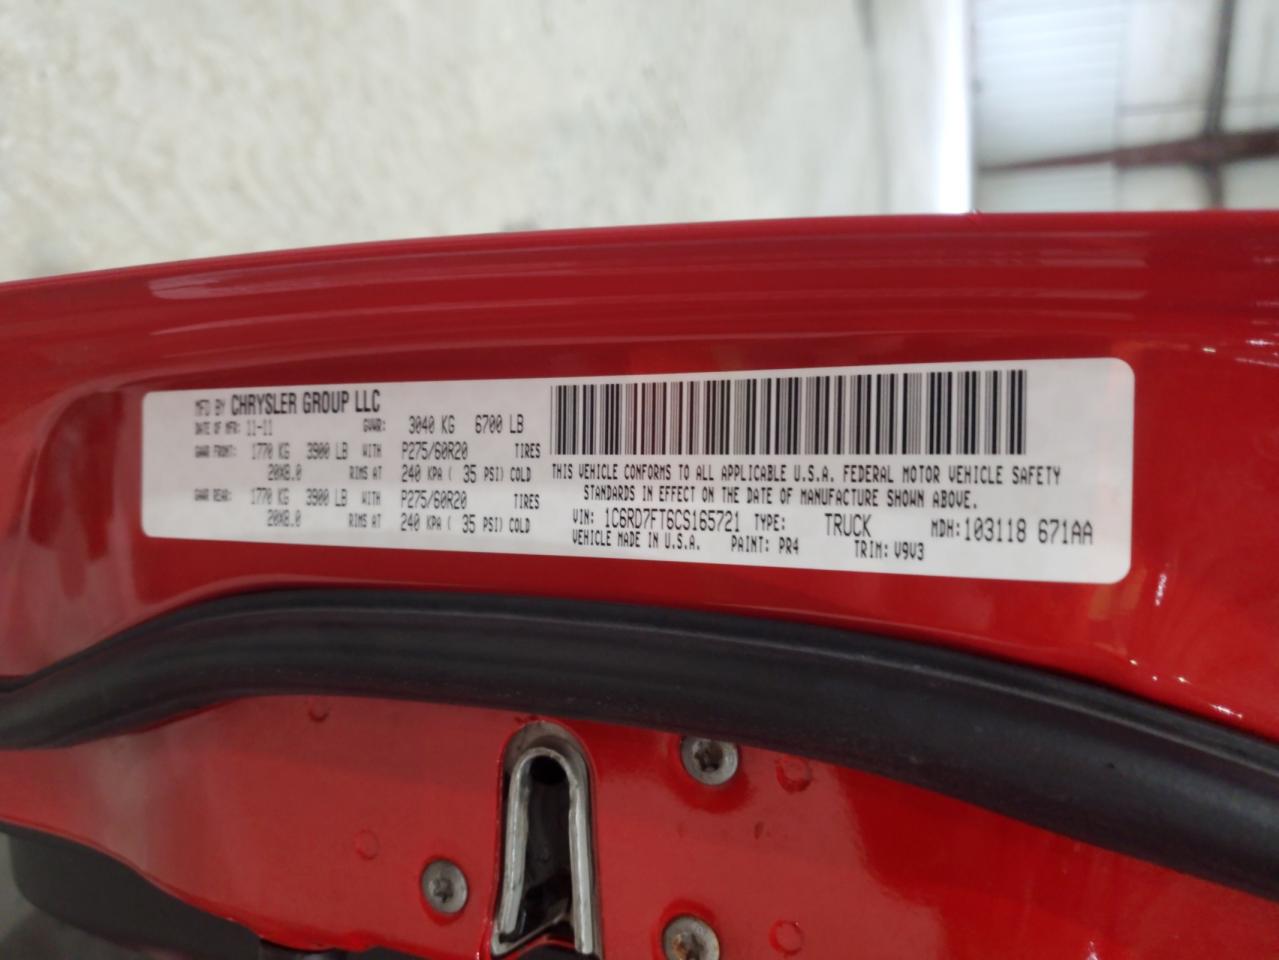 MFD BY CHRYSLER GROUP LLC
DATE OF MFR: 11-11 GVWR: 3040 KG 6700 LB
GAWR FRONT: 1770 KG 3900 LB WITH P275/60R20 TIRES
20X8.0 RIMS AT 240 KPA ( 35 PSI) COLD
GAWR REAR: 1770 KG 3900 LB WITH P275/60R20 TIRES
20X8.0 RIMS AT 240 KPA ( 35 PSI) COLD
THIS VEHICLE CONFORMS TO ALL APPLICABLE U.S.A. FEDERAL MOTOR VEHICLE SAFETY
STANDARDS IN EFFECT ON THE DATE OF MANUFACTURE SHOWN ABOVE.
VIN: 1C6RD7FT6CS165721 TYPE: TRUCK MDH: 103118 671AA
VEHICLE MADE IN U.S.A. PAINT: PR4 TRIM: V9V3